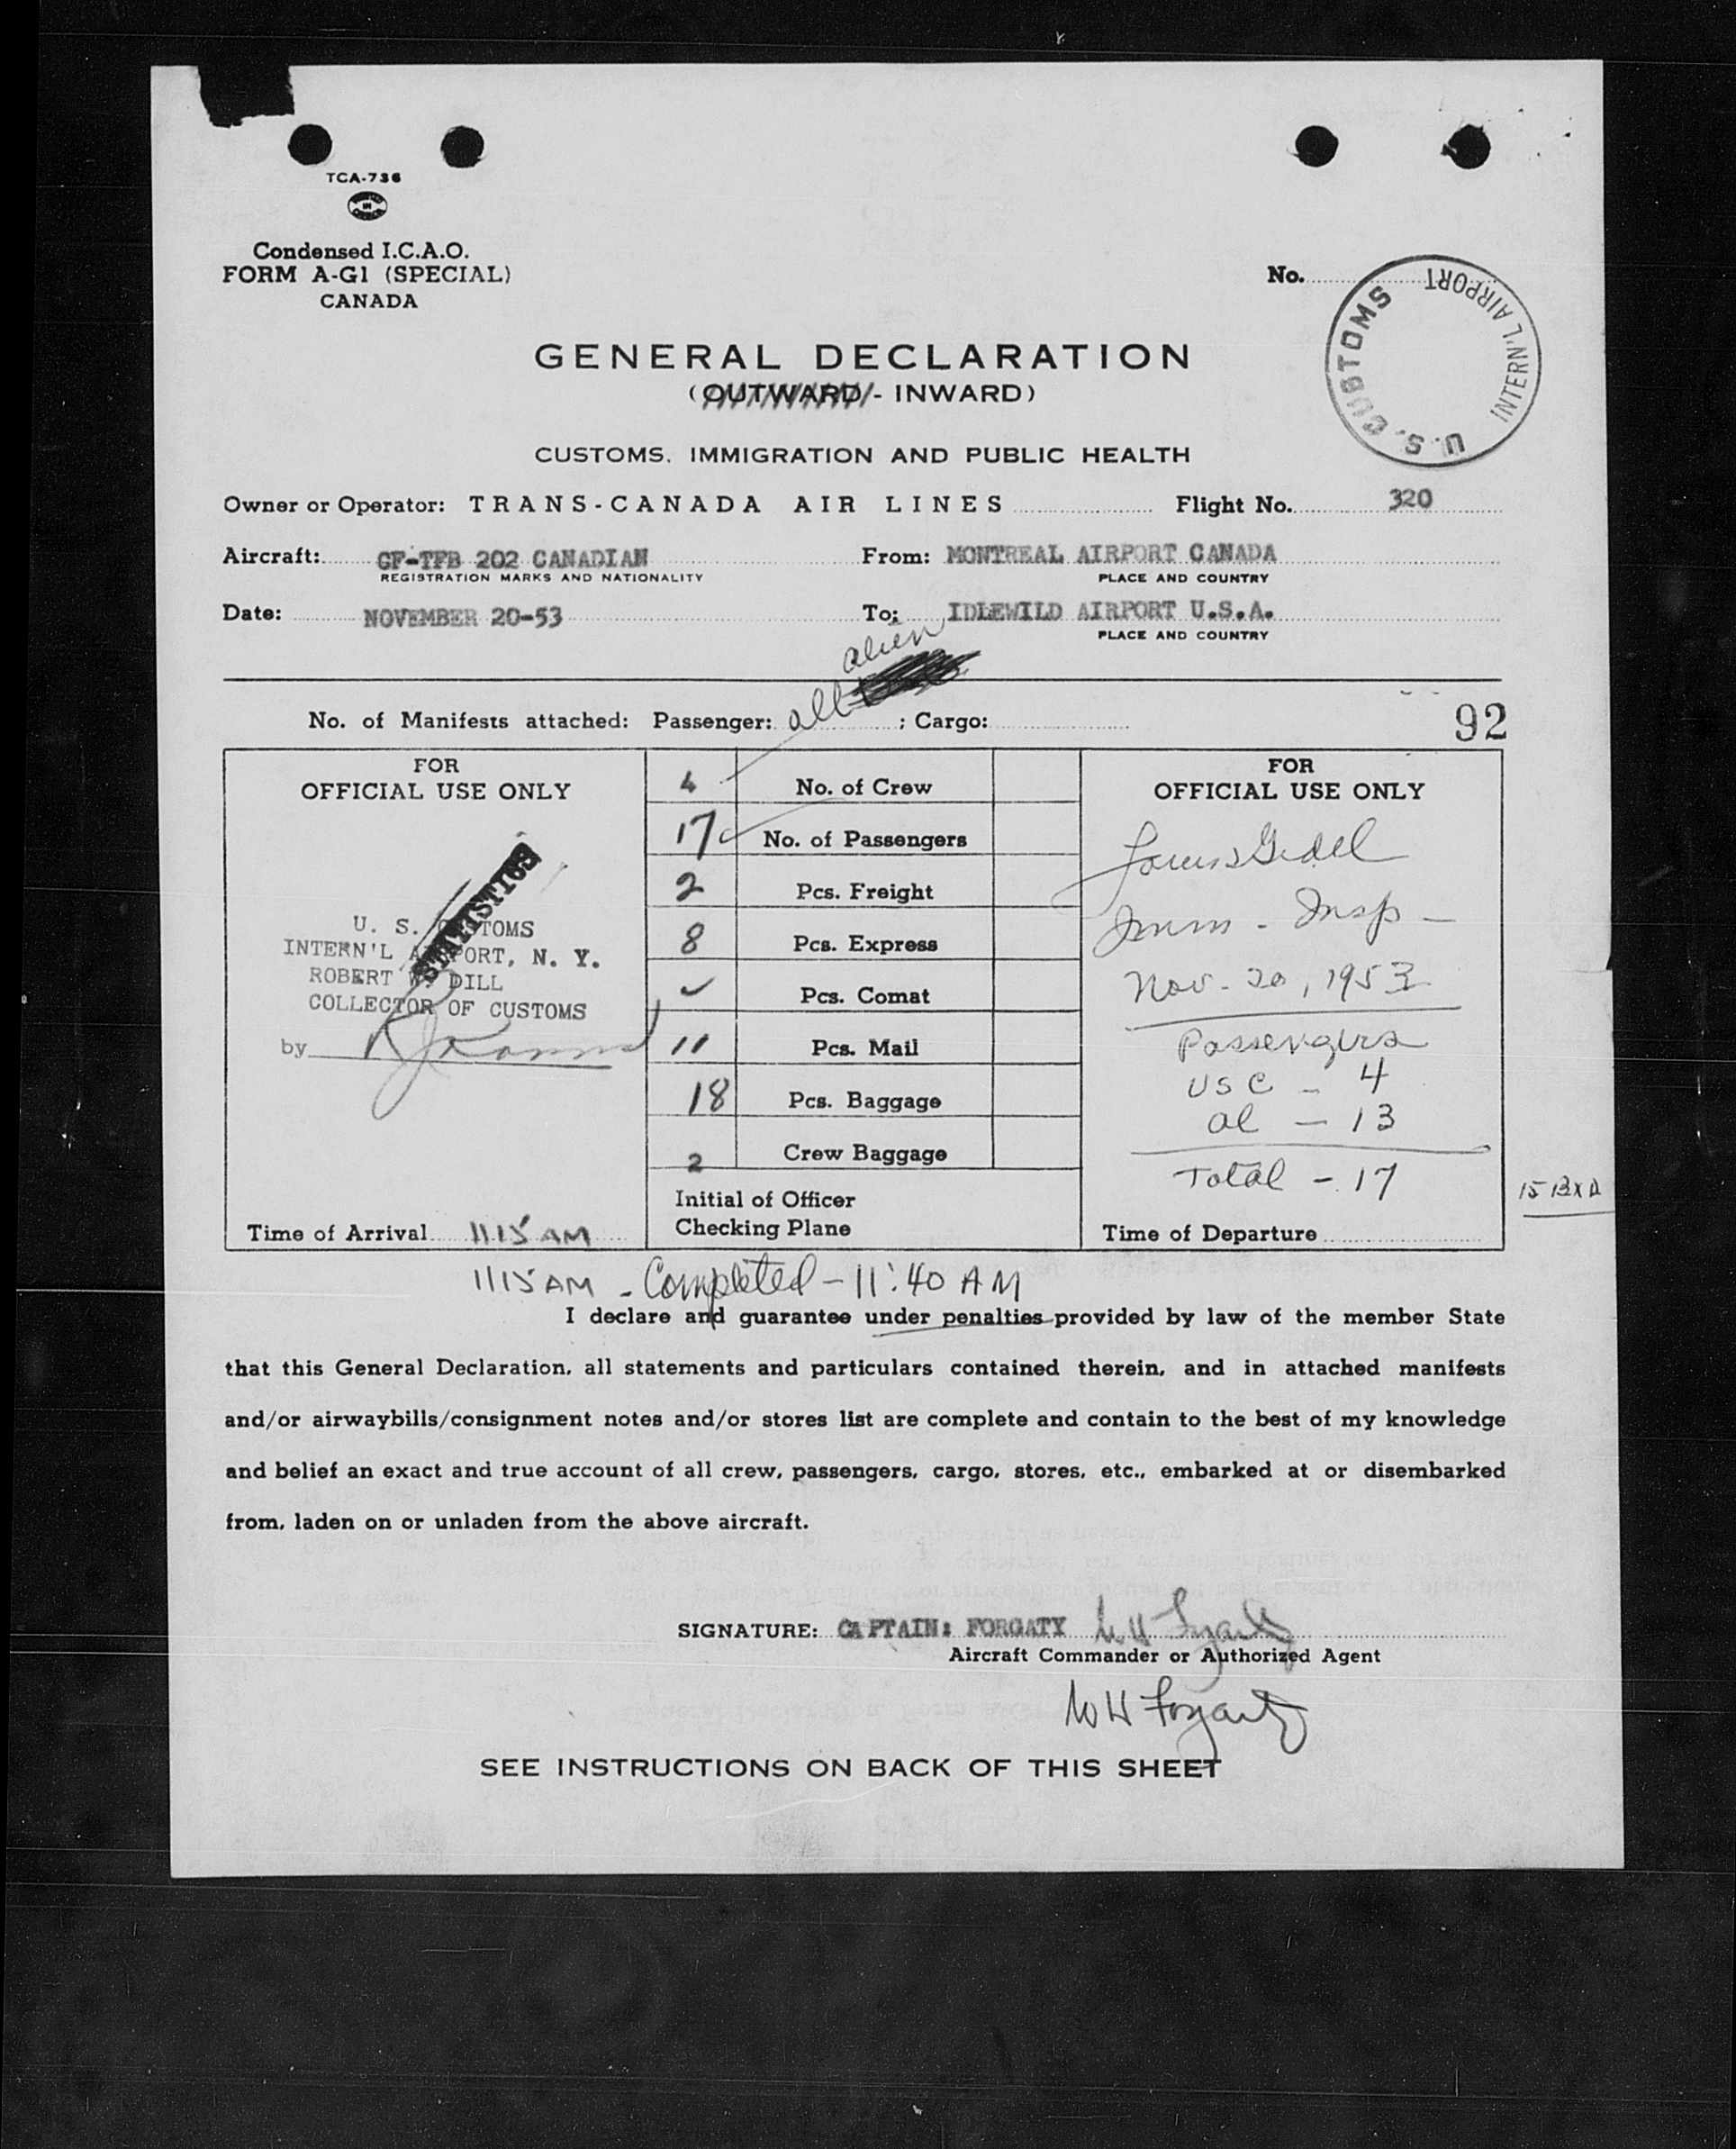 TCA-736
Condensed I.C.A.O.
FORM A-G1 (SPECIAL)
CANADA
No.
U.S. CUSTOMS INTERN'L AIRPORT
GENERAL DECLARATION
(OUTWARD - INWARD)
CUSTOMS, IMMIGRATION AND PUBLIC HEALTH
Owner or Operator: TRANS-CANADA AIR LINES Flight No. 320
Aircraft: CF-TFB 202 CANADIAN From: MONTREAL AIRPORT CANADA
REGISTRATION MARKS AND NATIONALITY PLACE AND COUNTRY
Date: NOVEMBER 20-53 To: IDLEWILD AIRPORT U.S.A.
PLACE AND COUNTRY
alien
No. of Manifests attached: Passenger: all ; Cargo:
92
FOR
OFFICIAL USE ONLY
STATISTICS
U. S. CUSTOMS
INTERN'L AIRPORT, N. Y.
ROBERT W. DILL
COLLECTOR OF CUSTOMS
by
Time of Arrival 1115 AM
4 No. of Crew
17 No. of Passengers
2 Pcs. Freight
8 Pcs. Express
Pcs. Comat
11 Pcs. Mail
18 Pcs. Baggage
2 Crew Baggage
Initial of Officer
Checking Plane
FOR
OFFICIAL USE ONLY
Imm - Insp -
Nov - 20, 1953
Passengers
USC - 4
al - 13
Total - 17
Time of Departure
1115 AM - Completed - 11:40 AM
I declare and guarantee under penalties provided by law of the member State
that this General Declaration, all statements and particulars contained therein, and in attached manifests
and/or airwaybills/consignment notes and/or stores list are complete and contain to the best of my knowledge
and belief an exact and true account of all crew, passengers, cargo, stores, etc., embarked at or disembarked
from, laden on or unladen from the above aircraft.
SIGNATURE: CAPTAIN: FORGATY W H Fogarty
Aircraft Commander or Authorized Agent
W H Fogarty
SEE INSTRUCTIONS ON BACK OF THIS SHEET